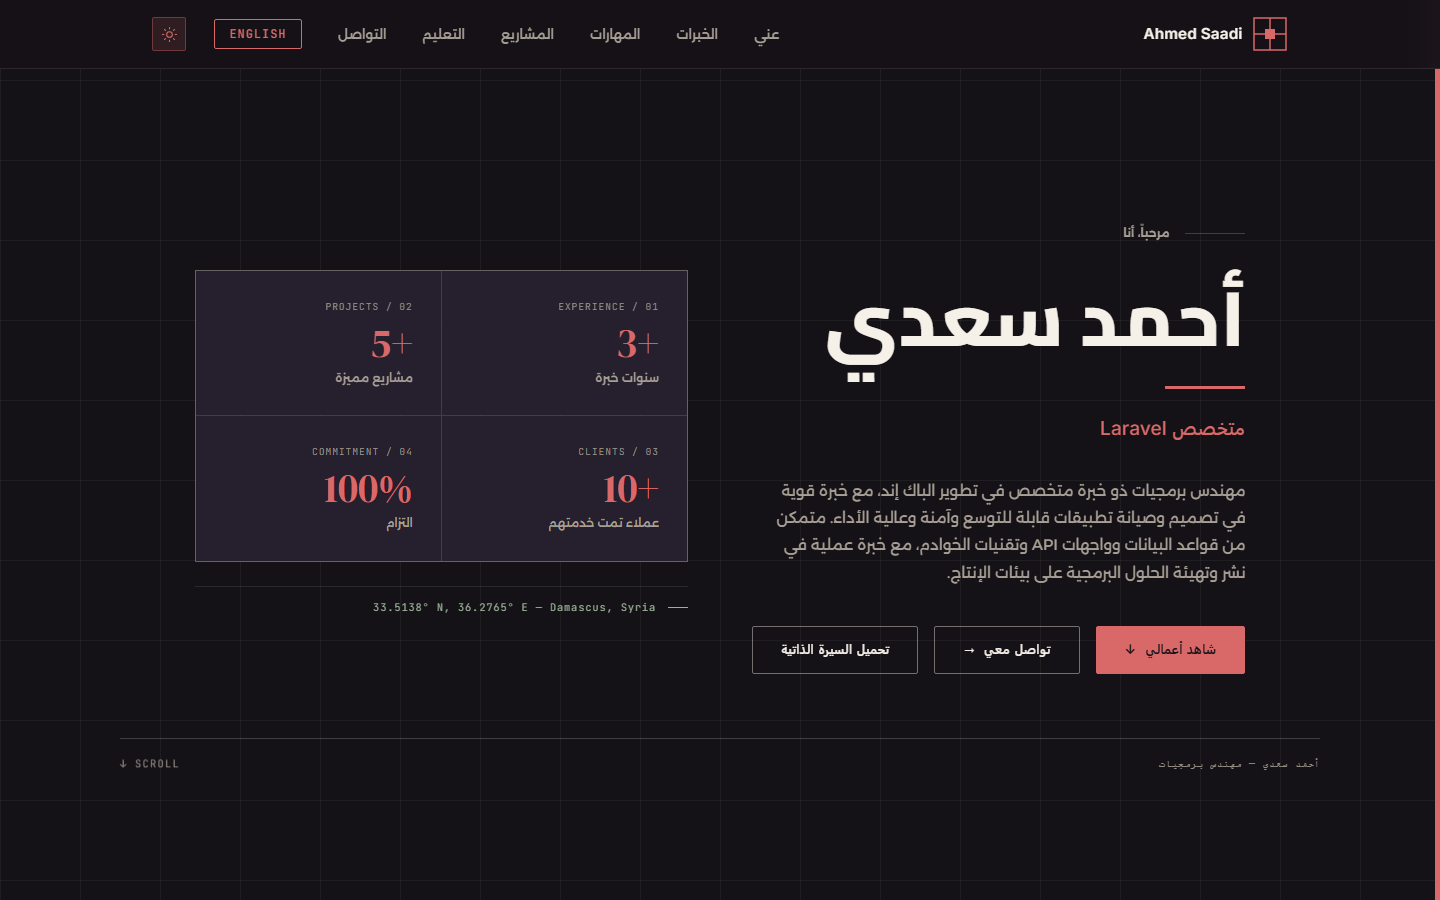 Ahmed Saadi
عني
الخبرات
المهارات
المشاريع
التعليم
التواصل
ENGLISH
مرحباً، أنا
أحمد سعدي
متخصص Laravel
مهندس برمجيات ذو خبرة متخصص في تطوير الباك إند، مع خبرة قوية
في تصميم وصيانة تطبيقات قابلة للتوسع وآمنة وعالية الأداء. متمكن
من قواعد البيانات وواجهات API وتقنيات الخوادم، مع خبرة عملية في
نشر وتهيئة الحلول البرمجية على بيئات الإنتاج.
شاهد أعمالي ↓
تواصل معي →
تحميل السيرة الذاتية
EXPERIENCE / 01
3+
سنوات خبرة
PROJECTS / 02
5+
مشاريع مميزة
CLIENTS / 03
10+
عملاء تمت خدمتهم
COMMITMENT / 04
100%
التزام
33.5138° N, 36.2765° E — Damascus, Syria
أحمد سعدي — مهندس برمجيات
↓ SCROLL